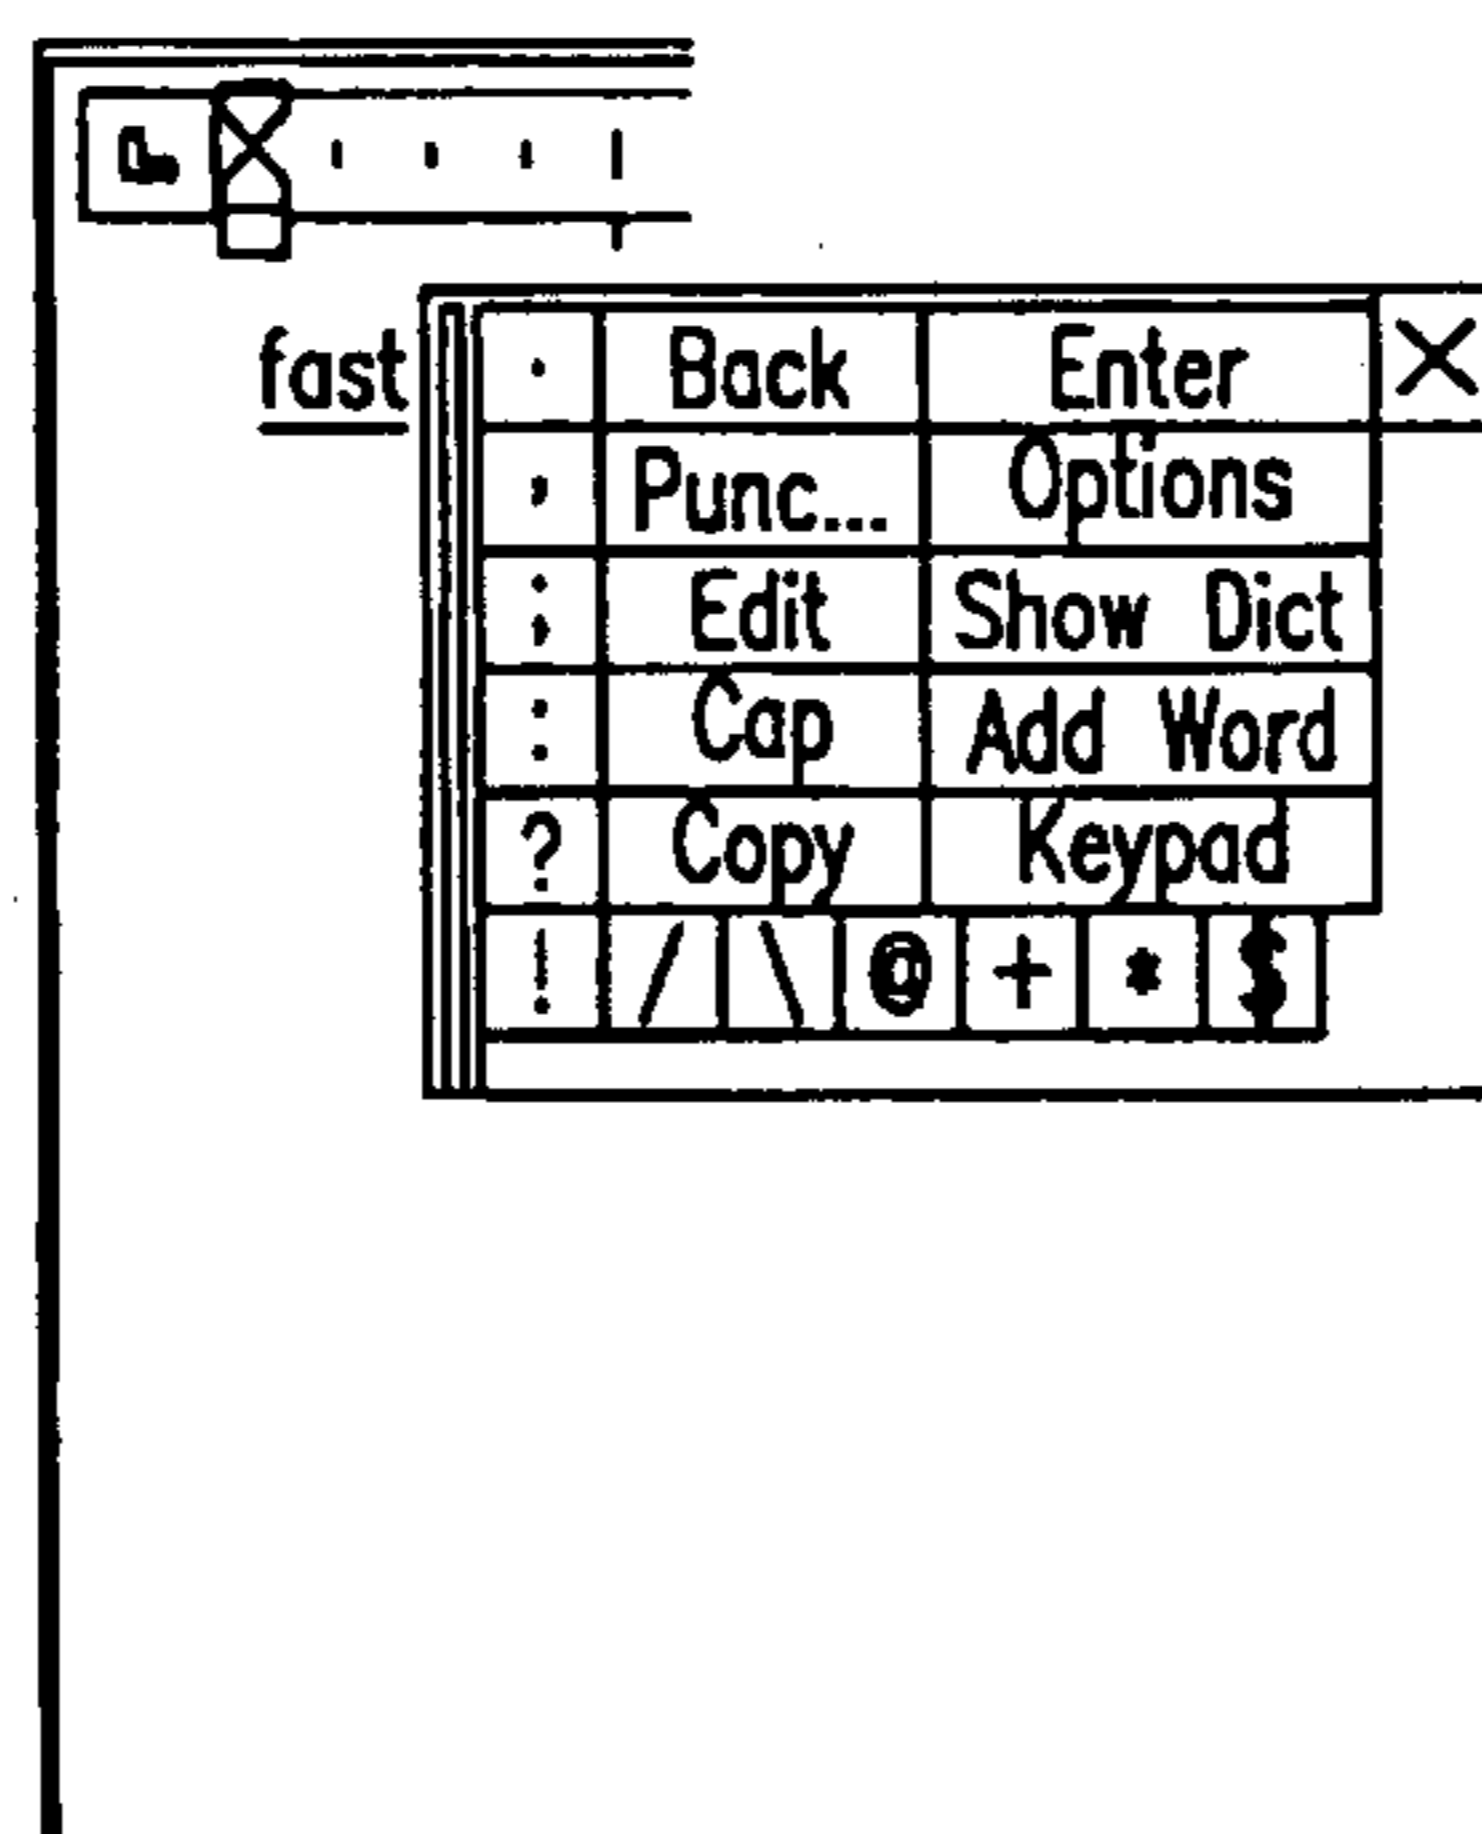 fast
. Back Enter X
, Punc... Options
; Edit Show Dict
: Cap Add Word
? Copy Keypad
! / \ @ + * $